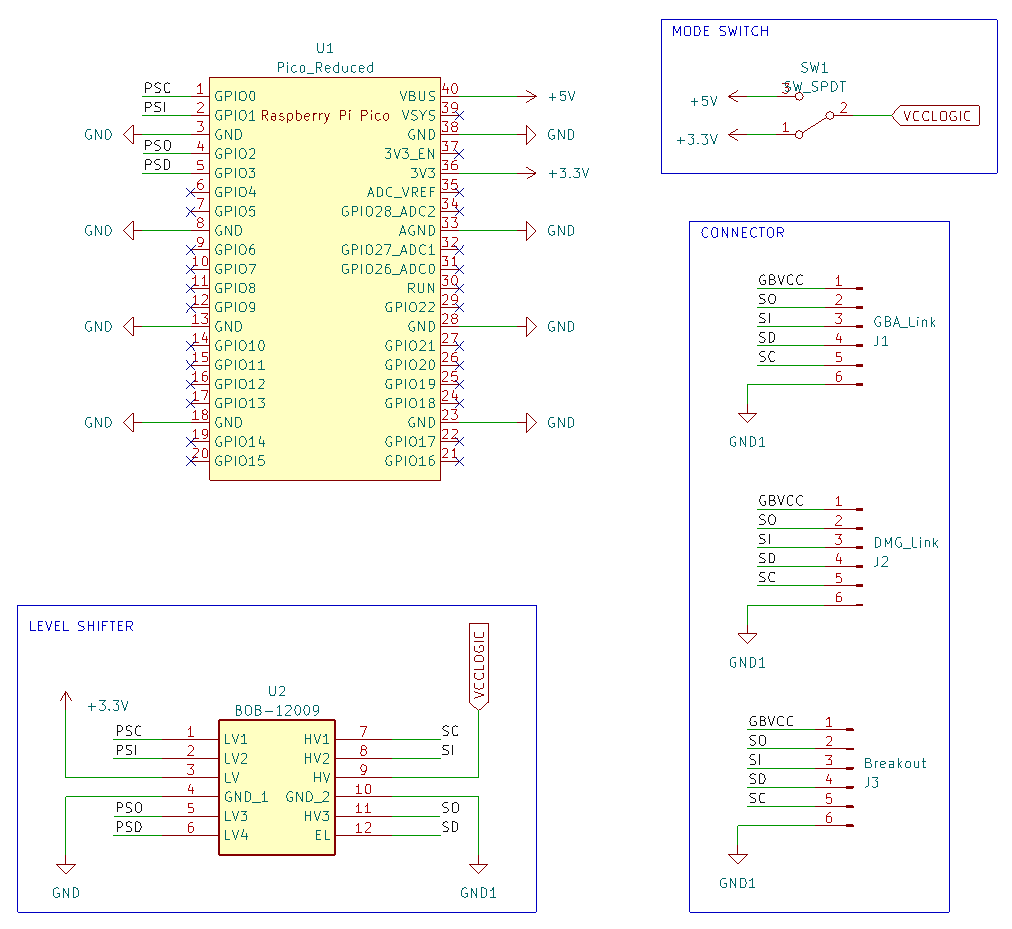 U1
Pico_Reduced
Raspberry Pi Pico
PSC 1 GPIO0 VBUS 40 +5V
PSI 2 GPIO1 VSYS 39
GND 3 GND GND 38 GND
PSO 4 GPIO2 3V3_EN 37
PSD 5 GPIO3 3V3 36 +3.3V
6 GPIO4 ADC_VREF 35
7 GPIO5 GPIO28_ADC2 34
GND 8 GND AGND 33 GND
9 GPIO6 GPIO27_ADC1 32
10 GPIO7 GPIO26_ADC0 31
11 GPIO8 RUN 30
12 GPIO9 GPIO22 29
GND 13 GND GND 28 GND
14 GPIO10 GPIO21 27
15 GPIO11 GPIO20 26
16 GPIO12 GPIO19 25
17 GPIO13 GPIO18 24
GND 18 GND GND 23 GND
19 GPIO14 GPIO17 22
20 GPIO15 GPIO16 21
MODE SWITCH
SW1
SW_SPDT
+5V 3
2 VCCLOGIC
+3.3V 1
CONNECTOR
GBVCC 1
SO 2
SI 3
SD 4
SC 5
6
GBA_Link
J1
GND1
GBVCC 1
SO 2
SI 3
SD 4
SC 5
6
DMG_Link
J2
GND1
GBVCC 1
SO 2
SI 3
SD 4
SC 5
6
Breakout
J3
GND1
LEVEL SHIFTER
VCCLOGIC
+3.3V
U2
BOB-12009
PSC 1 LV1 HV1 7 SC
PSI 2 LV2 HV2 8 SI
3 LV HV 9
4 GND_1 GND_2 10
PSO 5 LV3 HV3 11 SO
PSD 6 LV4 EL 12 SD
GND
GND1